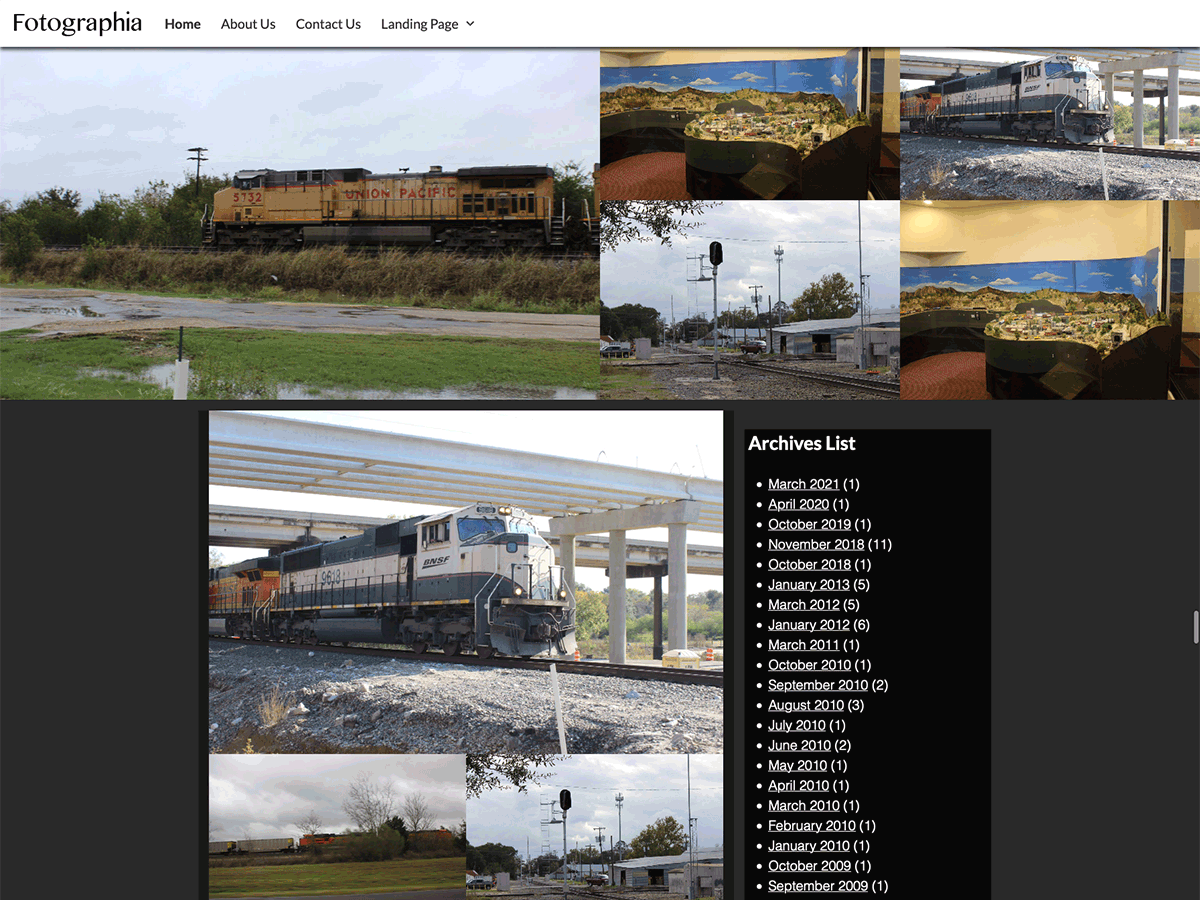 Fotographia Home About Us Contact Us Landing Page
5732 UNION PACIFIC
BNSF
9618 BNSF
Archives List
March 2021 (1)
April 2020 (1)
October 2019 (1)
November 2018 (11)
October 2018 (1)
January 2013 (5)
March 2012 (5)
January 2012 (6)
March 2011 (1)
October 2010 (1)
September 2010 (2)
August 2010 (3)
July 2010 (1)
June 2010 (2)
May 2010 (1)
April 2010 (1)
March 2010 (1)
February 2010 (1)
January 2010 (1)
October 2009 (1)
September 2009 (1)